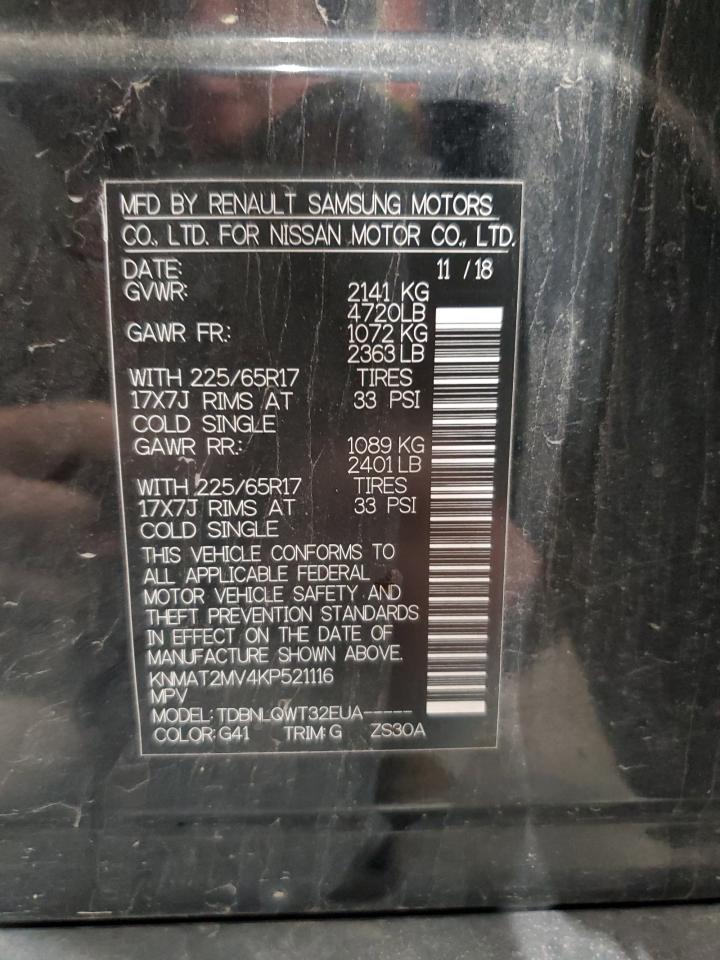 MFD BY RENAULT SAMSUNG MOTORS
CO., LTD. FOR NISSAN MOTOR CO., LTD.
DATE: 11 / 18
GVWR: 2141 KG
4720LB
GAWR FR.: 1072 KG
2363 LB
WITH 225/65R17 TIRES
17X7J RIMS AT 33 PSI
COLD SINGLE
GAWR RR.: 1089 KG
2401 LB
WITH 225/65R17 TIRES
17X7J RIMS AT 33 PSI
COLD SINGLE
THIS VEHICLE CONFORMS TO
ALL APPLICABLE FEDERAL
MOTOR VEHICLE SAFETY AND
THEFT PREVENTION STANDARDS
IN EFFECT ON THE DATE OF
MANUFACTURE SHOWN ABOVE.
KNMAT2MV4KP521116
MPV
MODEL: TDBNLQWT32EUA-----
COLOR: G41 TRIM: G ZS30A